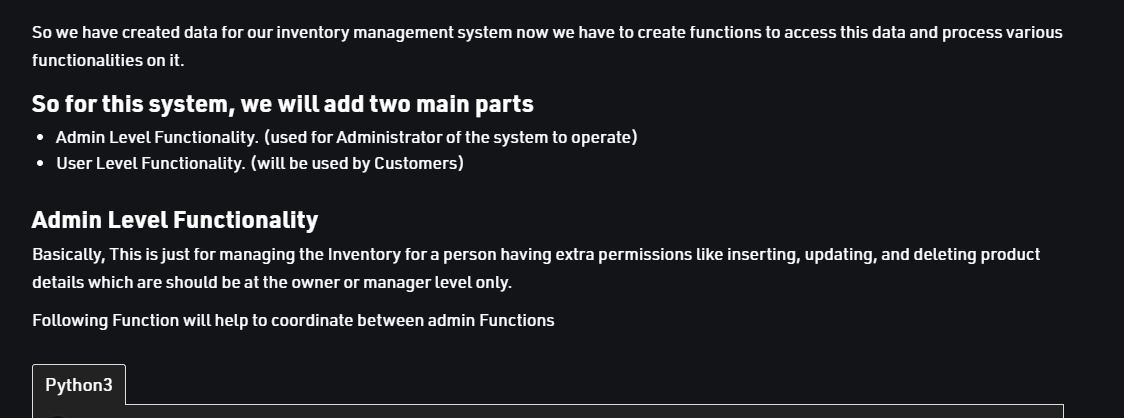 So we have created data for our inventory management system now we have to create functions to access this data and process various
functionalities on it.
So for this system, we will add two main parts
• Admin Level Functionality. (used for Administrator of the system to operate)
• User Level Functionality. (will be used by Customers)
Admin Level Functionality
Basically, This is just for managing the Inventory for a person having extra permissions like inserting, updating, and deleting product
details which are should be at the owner or manager level only.
Following Function will help to coordinate between admin Functions
Python3